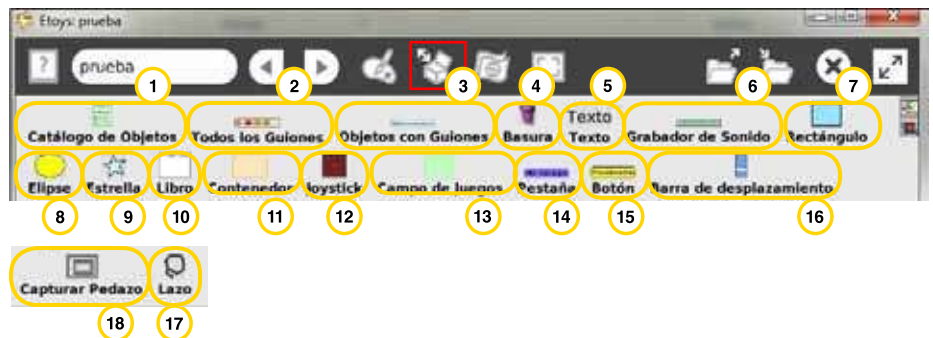 Etoys: prueba
? prueba
1 2 3 4 5 6 7
Texto
Catálogo de Objetos Todos los Guiones Objetos con Guiones Basura Texto Grabador de Sonido Rectángulo
Elipse Estrella Libro Contenedor Joystick Campo de Juegos Pestaña Botón Barra de desplazamiento
8 9 10 11 12 13 14 15 16
Capturar Pedazo Lazo
18 17